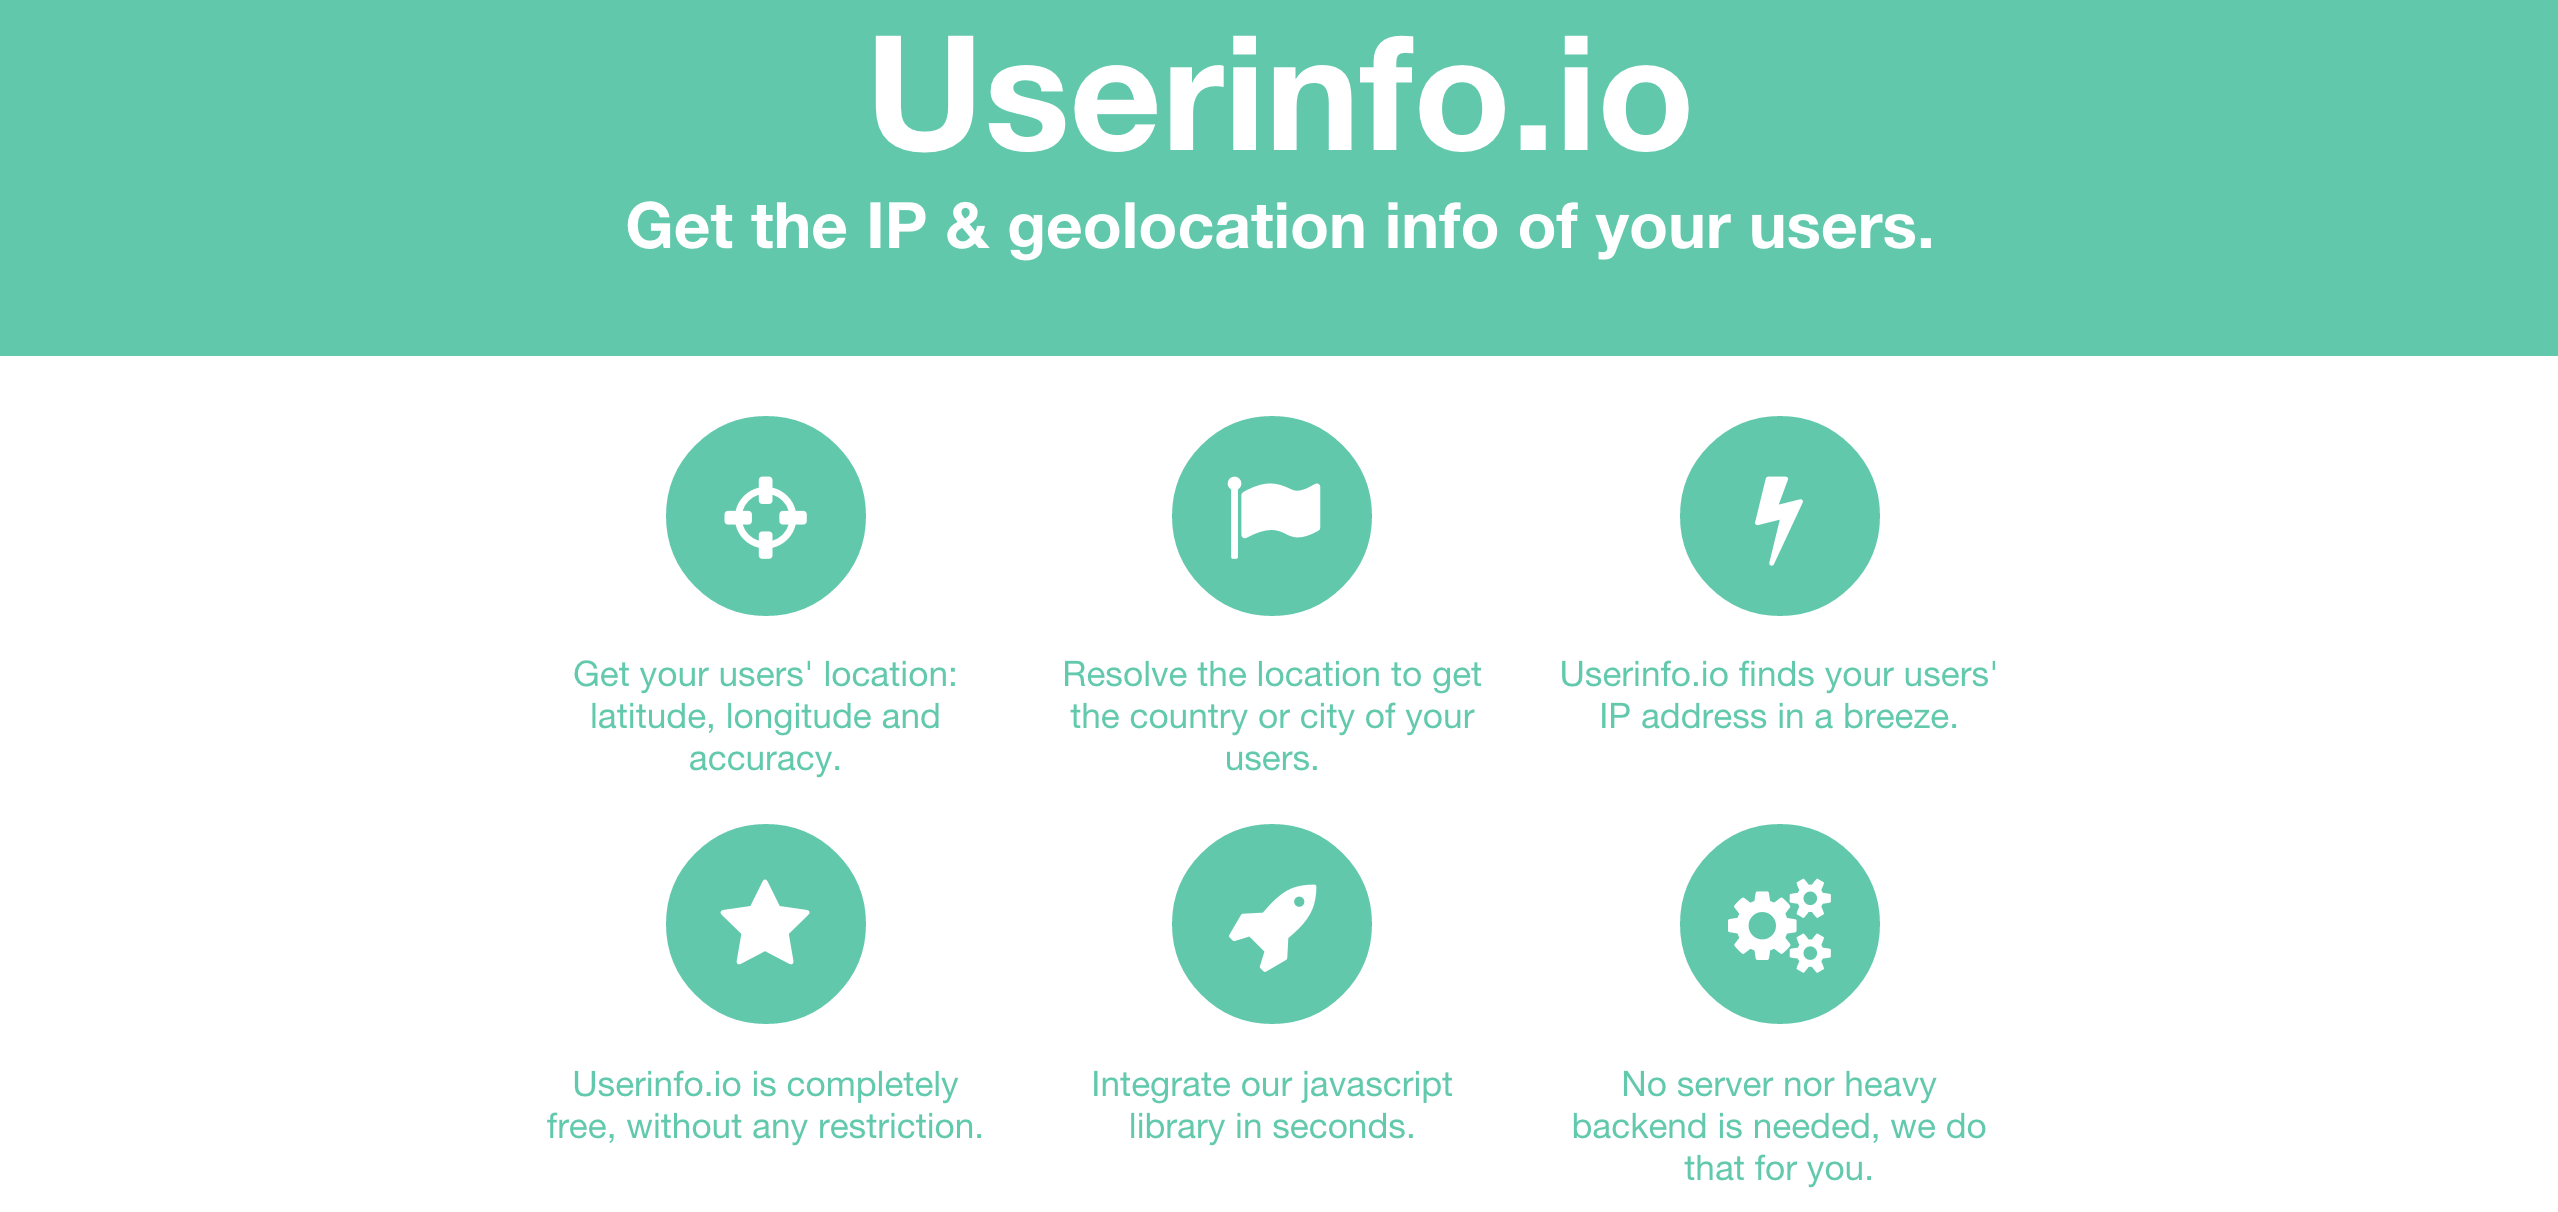 Userinfo.io
Get the IP & geolocation info of your users.
Get your users' location:
latitude, longitude and
accuracy.
Resolve the location to get
the country or city of your
users.
Userinfo.io finds your users'
IP address in a breeze.
Userinfo.io is completely
free, without any restriction.
Integrate our javascript
library in seconds.
No server nor heavy
backend is needed, we do
that for you.